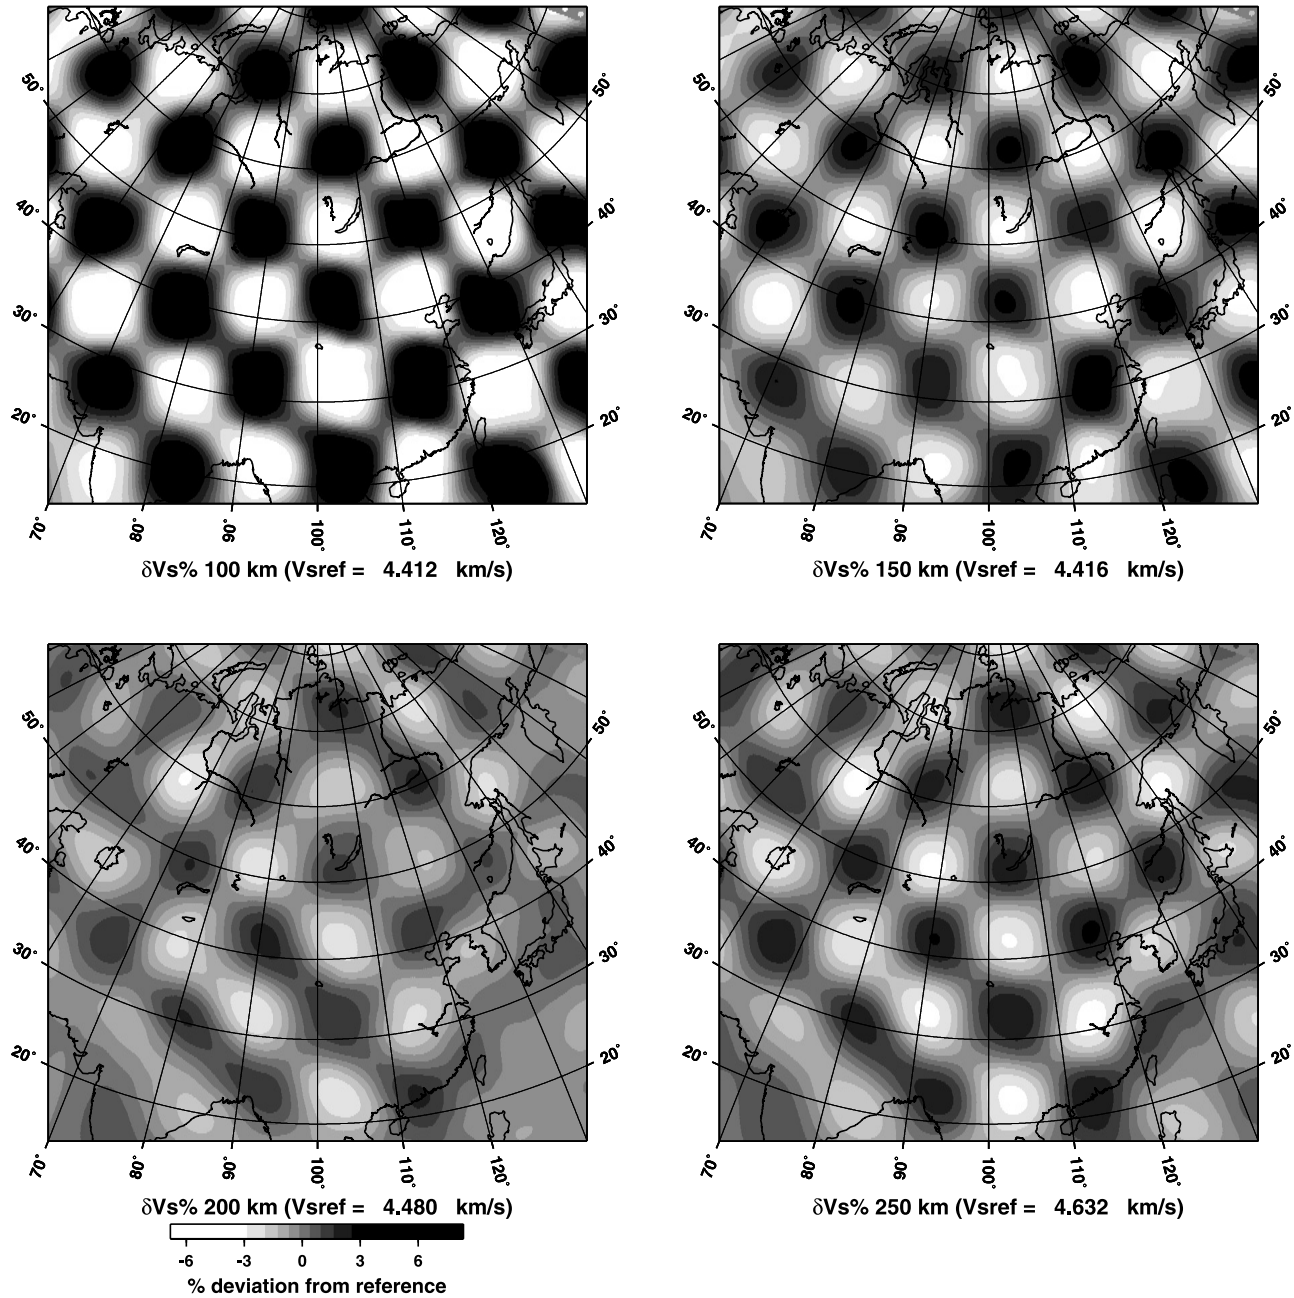 50° 50°
40° 40°
30° 30°
20° 20°
70° 80° 90° 100° 110° 120°
δVs% 100 km (Vsref = 4.412 km/s)
50° 50°
40° 40°
30° 30°
20° 20°
70° 80° 90° 100° 110° 120°
δVs% 150 km (Vsref = 4.416 km/s)
50° 50°
40° 40°
30° 30°
20° 20°
70° 80° 90° 100° 110° 120°
δVs% 200 km (Vsref = 4.480 km/s)
50° 50°
40° 40°
30° 30°
20° 20°
70° 80° 90° 100° 110° 120°
δVs% 250 km (Vsref = 4.632 km/s)
-6 -3 0 3 6
% deviation from reference